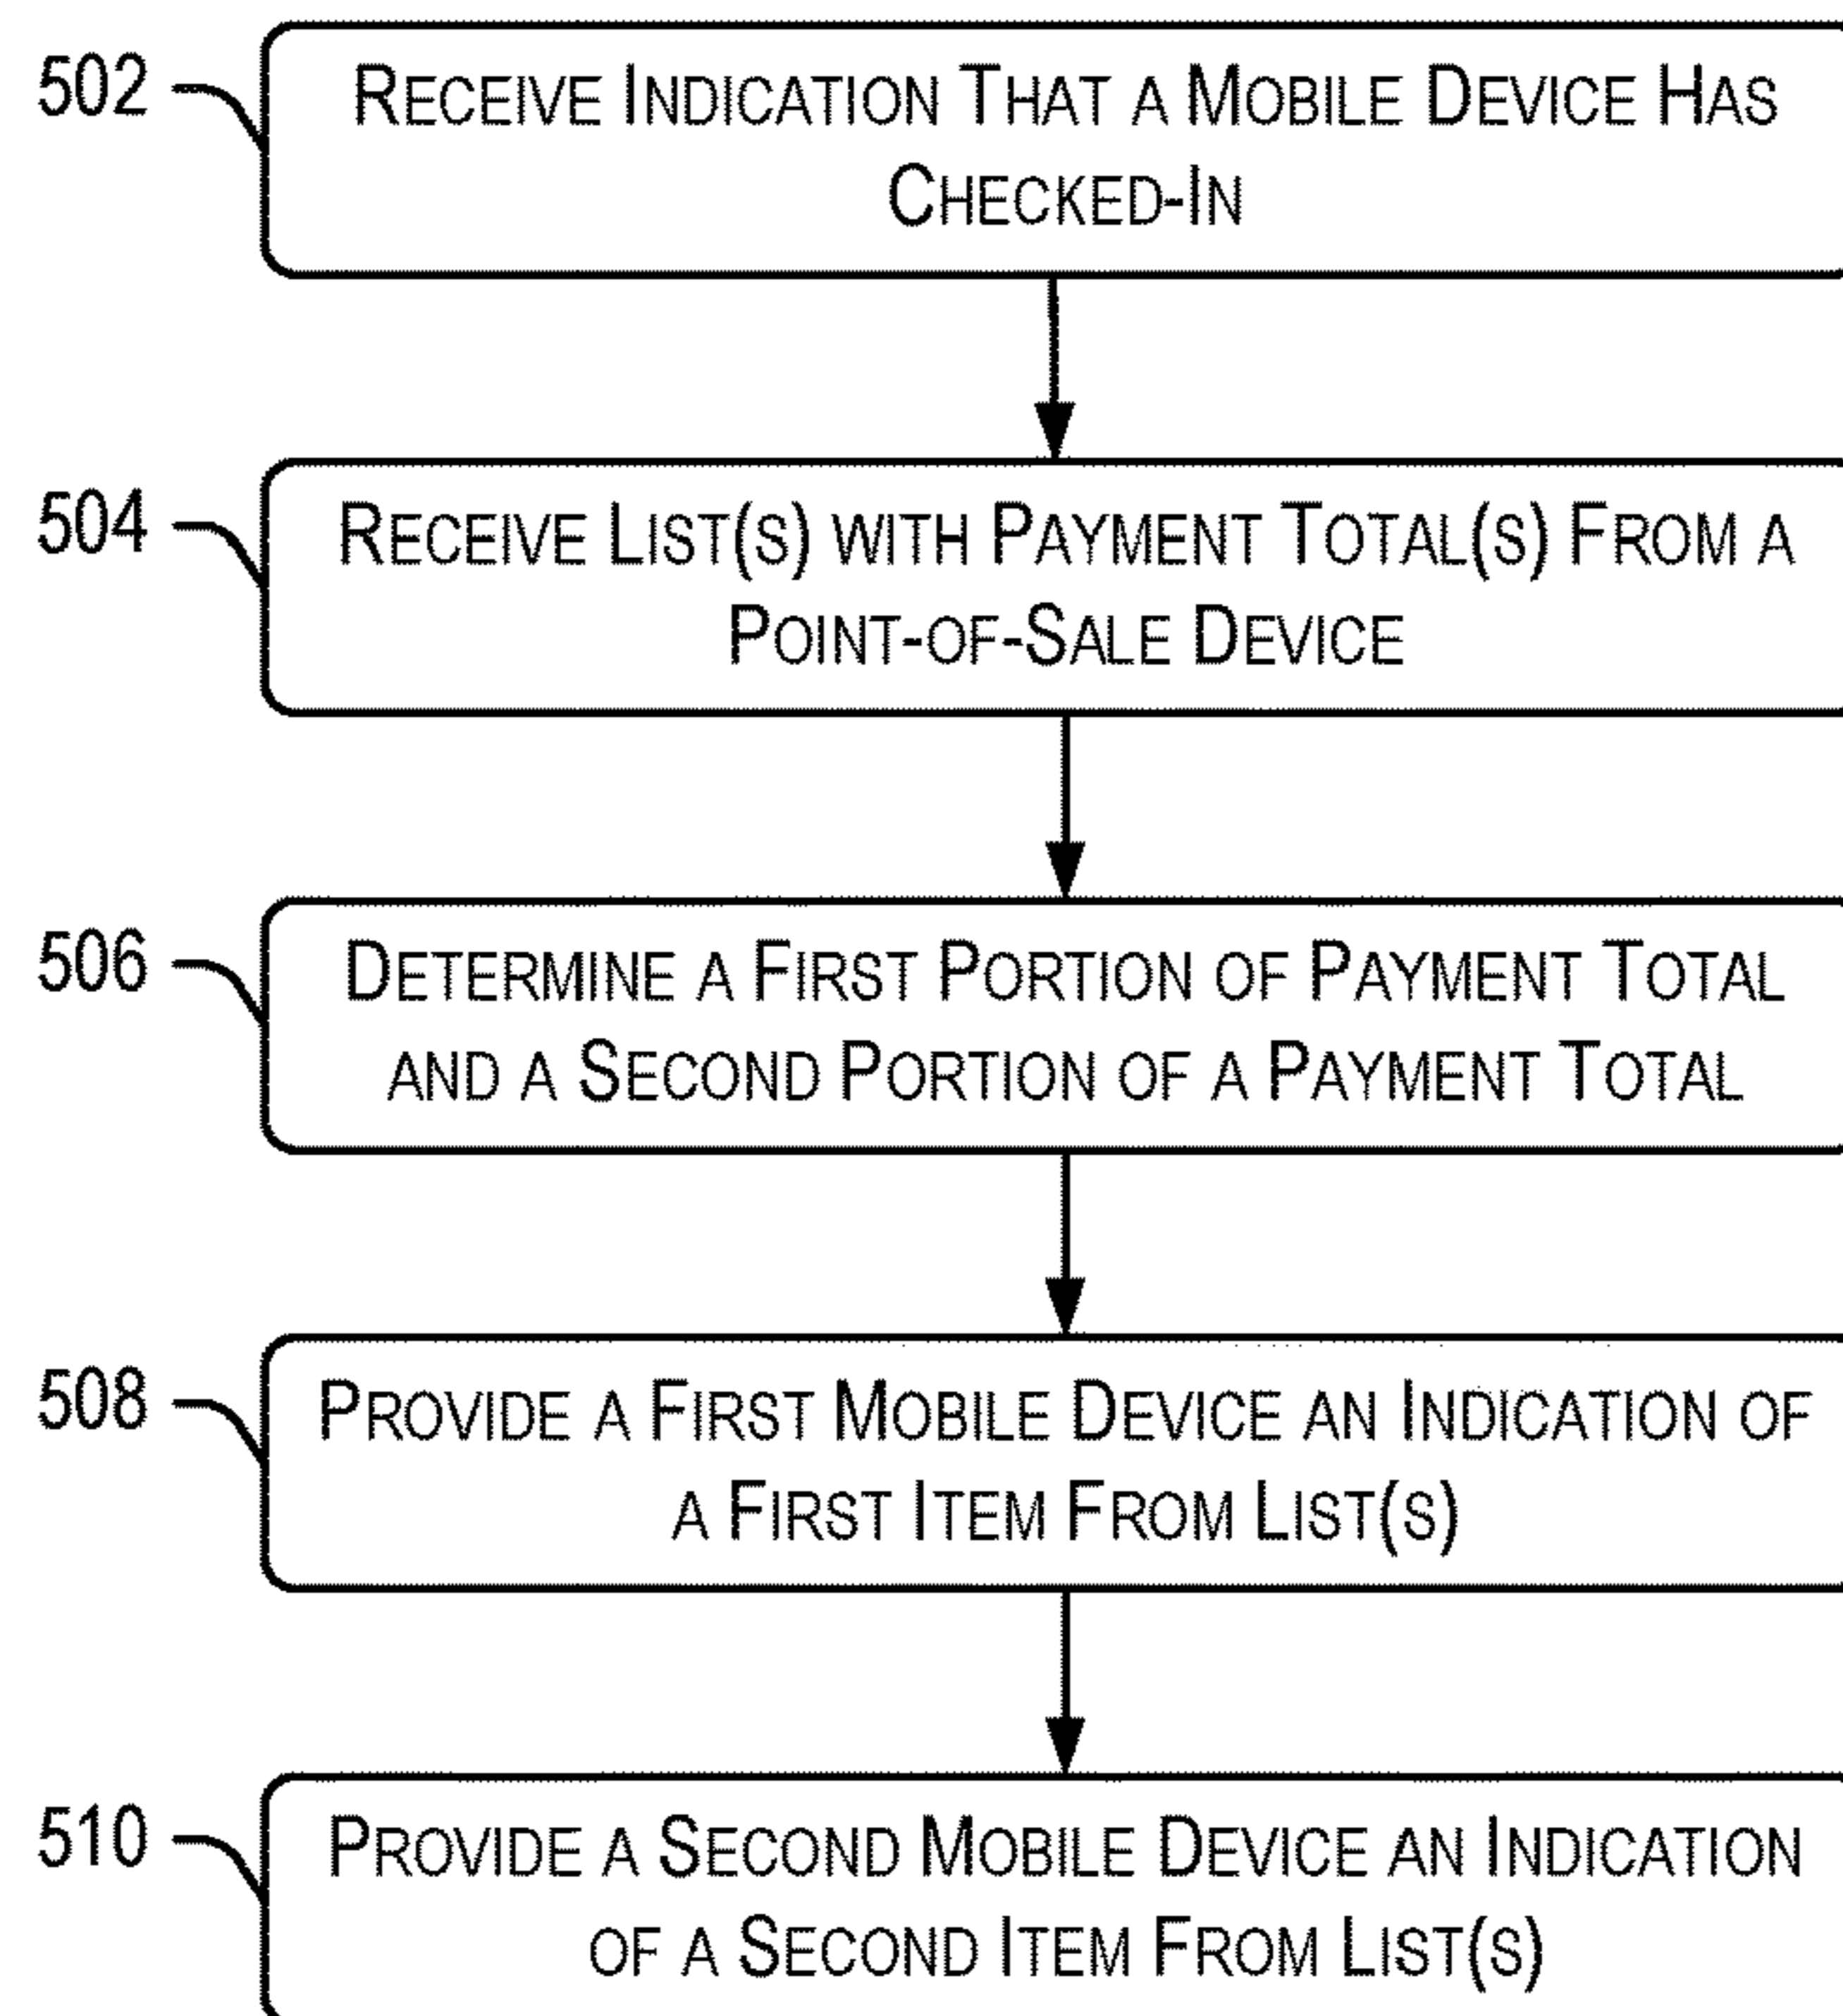 502
RECEIVE INDICATION THAT A MOBILE DEVICE HAS
CHECKED-IN
504
RECEIVE LIST(S) WITH PAYMENT TOTAL(S) FROM A
POINT-OF-SALE DEVICE
506
DETERMINE A FIRST PORTION OF PAYMENT TOTAL
AND A SECOND PORTION OF A PAYMENT TOTAL
508
PROVIDE A FIRST MOBILE DEVICE AN INDICATION OF
A FIRST ITEM FROM LIST(S)
510
PROVIDE A SECOND MOBILE DEVICE AN INDICATION
OF A SECOND ITEM FROM LIST(S)